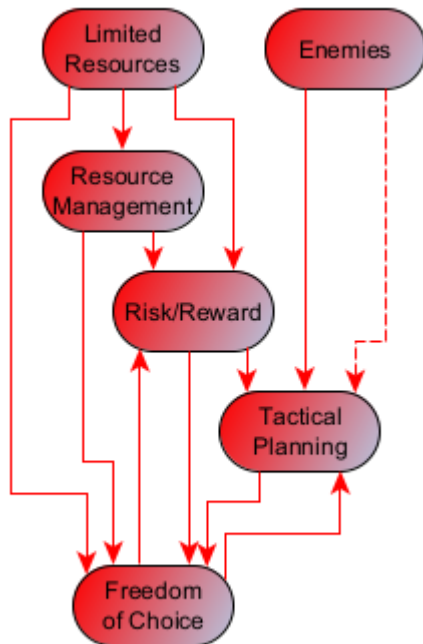 Limited
Resources
Enemies
Resource
Management
Risk/Reward
Tactical
Planning
Freedom
of Choice